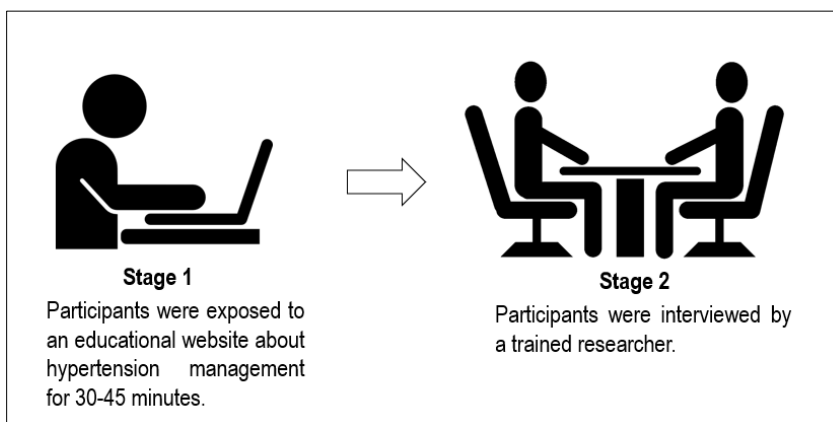 Stage 1
Participants were exposed to
an educational website about
hypertension management
for 30-45 minutes.
Stage 2
Participants were interviewed by
a trained researcher.